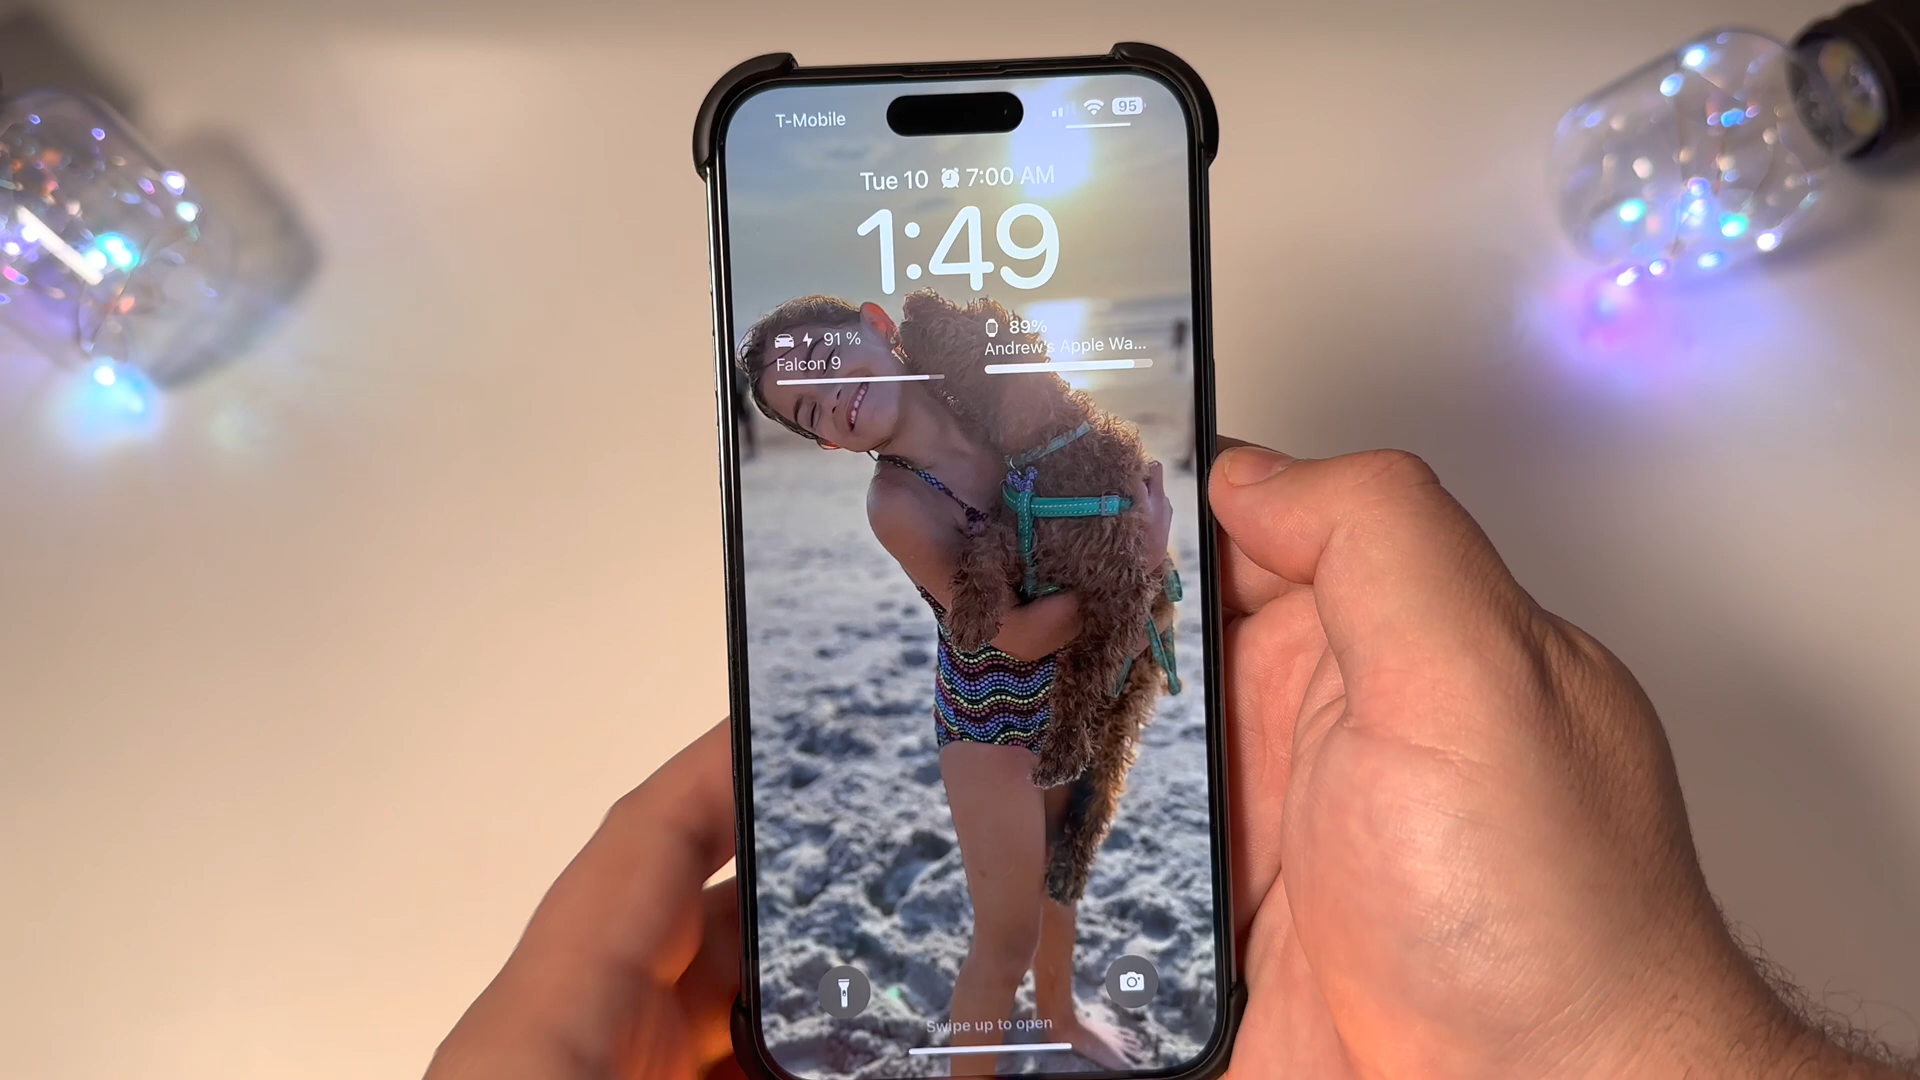 T-Mobile
95
Tue 10 7:00 AM
1:49
91%
Falcon 9
89%
Andrew's Apple Wa...
Swipe up to open